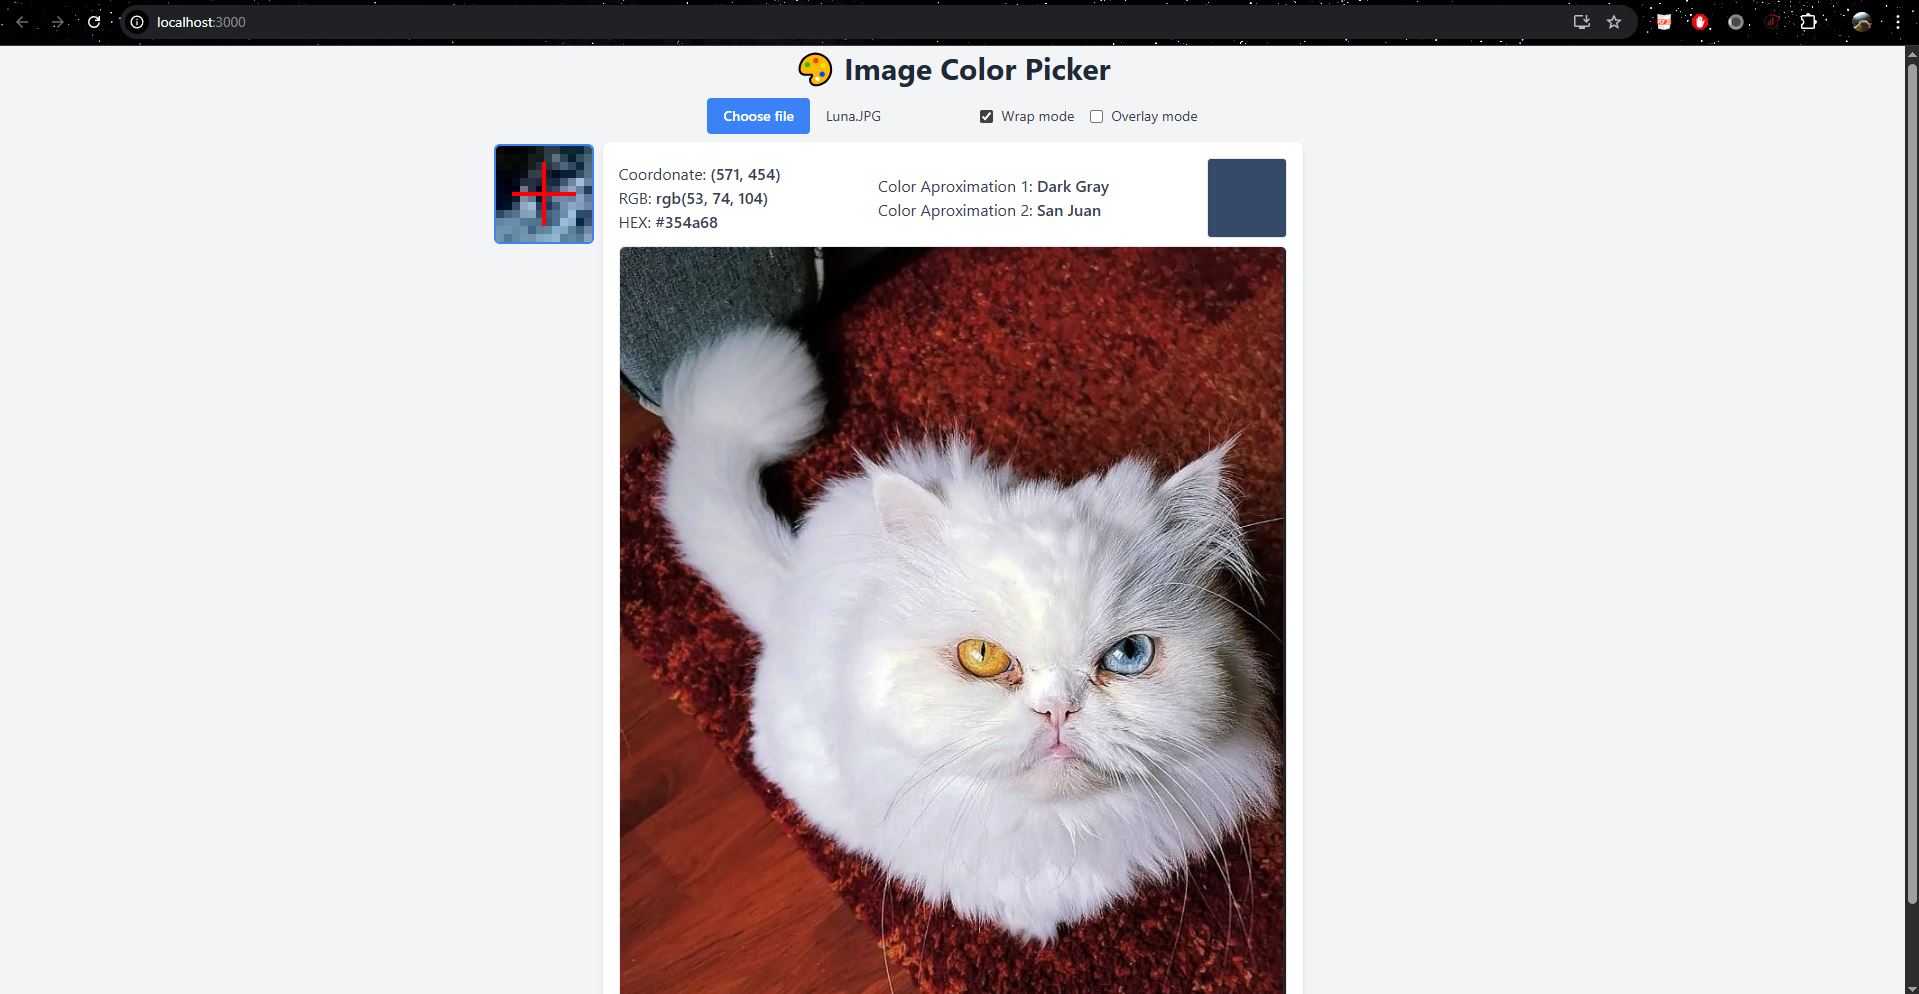 localhost:3000
Image Color Picker
Choose file Luna.JPG Wrap mode Overlay mode
Coordonate: (571, 454)
RGB: rgb(53, 74, 104)
HEX: #354a68
Color Aproximation 1: Dark Gray
Color Aproximation 2: San Juan